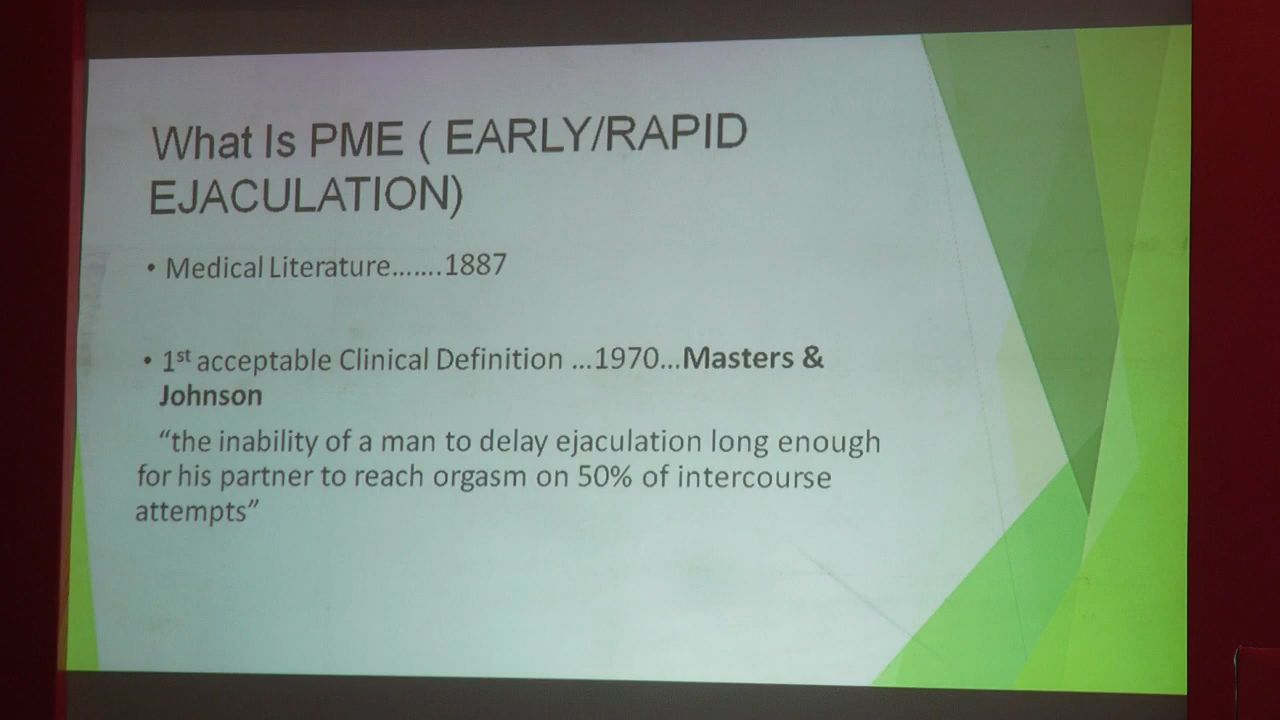 What Is PME ( EARLY/RAPID
EJACULATION)
• Medical Literature.......1887
• 1st acceptable Clinical Definition ...1970...Masters &
Johnson
“the inability of a man to delay ejaculation long enough
for his partner to reach orgasm on 50% of intercourse
attempts”